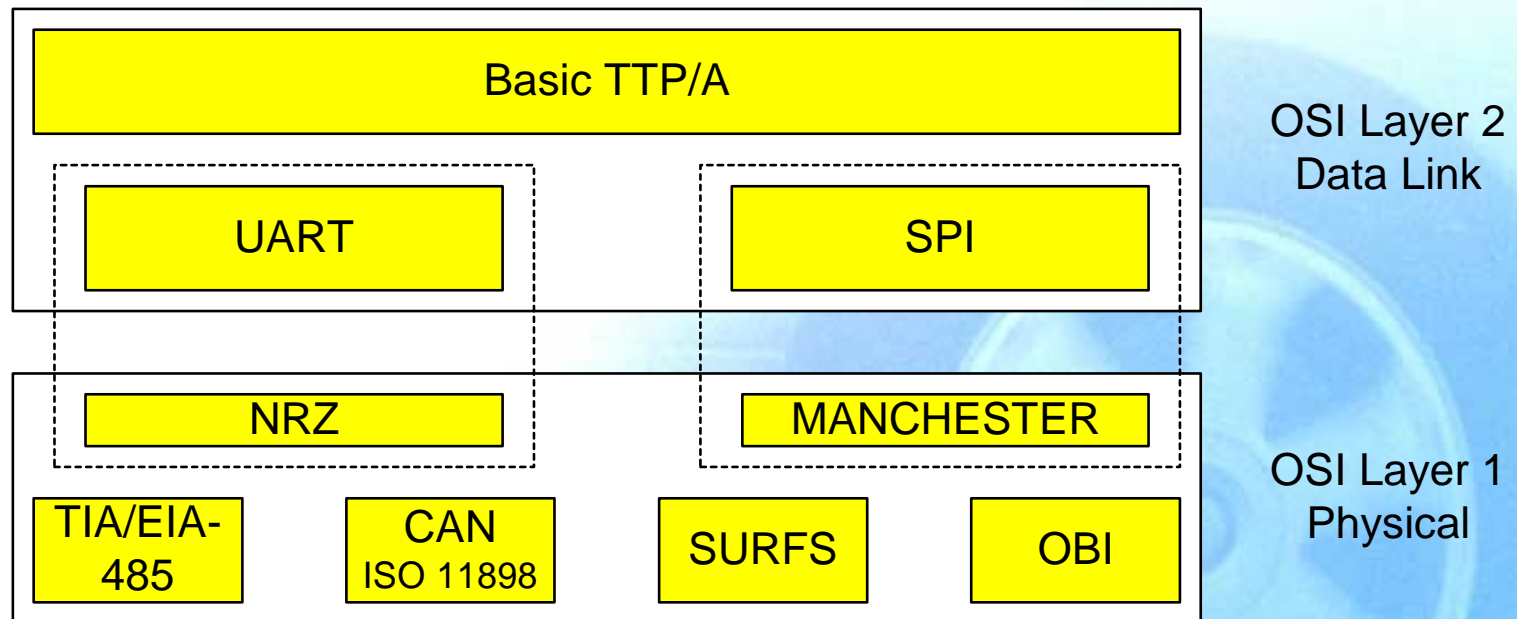 Basic TTP/A
OSI Layer 2
Data Link
UART
SPI
NRZ
MANCHESTER
OSI Layer 1
Physical
TIA/EIA-
485
CAN
ISO 11898
SURFS
OBI